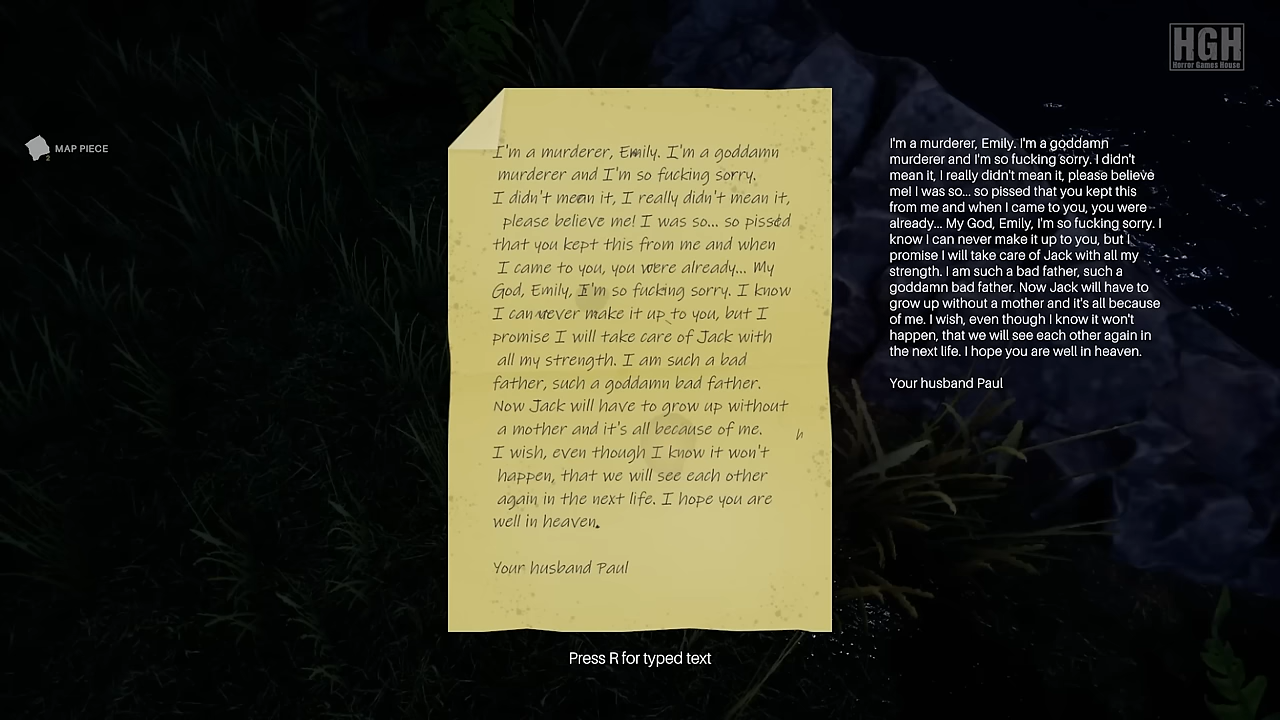 HGH
Horror Games House
MAP PIECE
2
I'm a murderer, Emily. I'm a goddamn
murderer and I'm so fucking sorry.
I didn't mean it, I really didn't mean it,
please believe me! I was so... so pissed
that you kept this from me and when
I came to you, you were already... My
God, Emily, I'm so fucking sorry. I know
I can never make it up to you, but I
promise I will take care of Jack with
all my strength. I am such a bad
father, such a goddamn bad father.
Now Jack will have to grow up without
a mother and it's all because of me.
h
I wish, even though I know it won't
happen, that we will see each other
again in the next life. I hope you are
well in heaven.
Your husband Paul
I'm a murderer, Emily. I'm a goddamn
murderer and I'm so fucking sorry. I didn't
mean it, I really didn't mean it, please believe
me! I was so... so pissed that you kept this
from me and when I came to you, you were
already... My God, Emily, I'm so fucking sorry. I
know I can never make it up to you, but I
promise I will take care of Jack with all my
strength. I am such a bad father, such a
goddamn bad father. Now Jack will have to
grow up without a mother and it's all because
of me. I wish, even though I know it won't
happen, that we will see each other again in
the next life. I hope you are well in heaven.
Your husband Paul
Press R for typed text